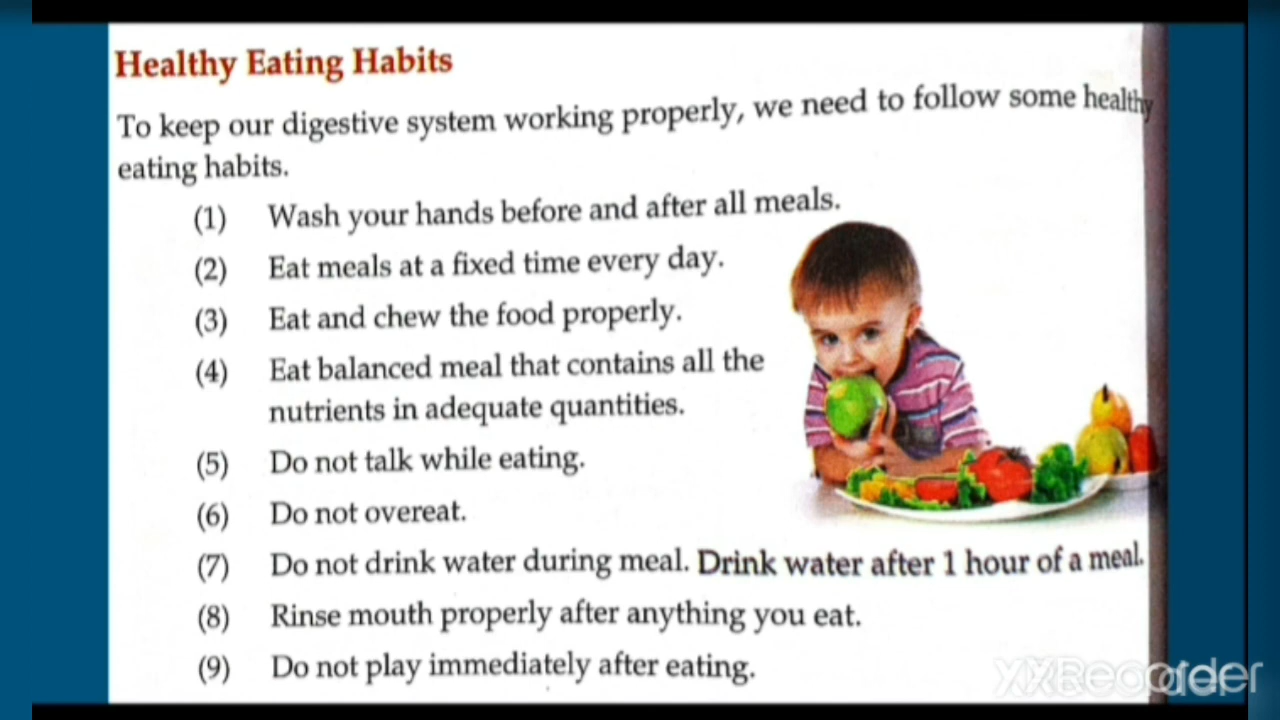 Healthy Eating Habits
To keep our digestive system working properly, we need to follow some healthy
eating habits.
(1) Wash your hands before and after all meals.
(2) Eat meals at a fixed time every day.
(3) Eat and chew the food properly.
(4) Eat balanced meal that contains all the
nutrients in adequate quantities.
(5) Do not talk while eating.
(6) Do not overeat.
(7) Do not drink water during meal. Drink water after 1 hour of a meal.
(8) Rinse mouth properly after anything you eat.
(9) Do not play immediately after eating.